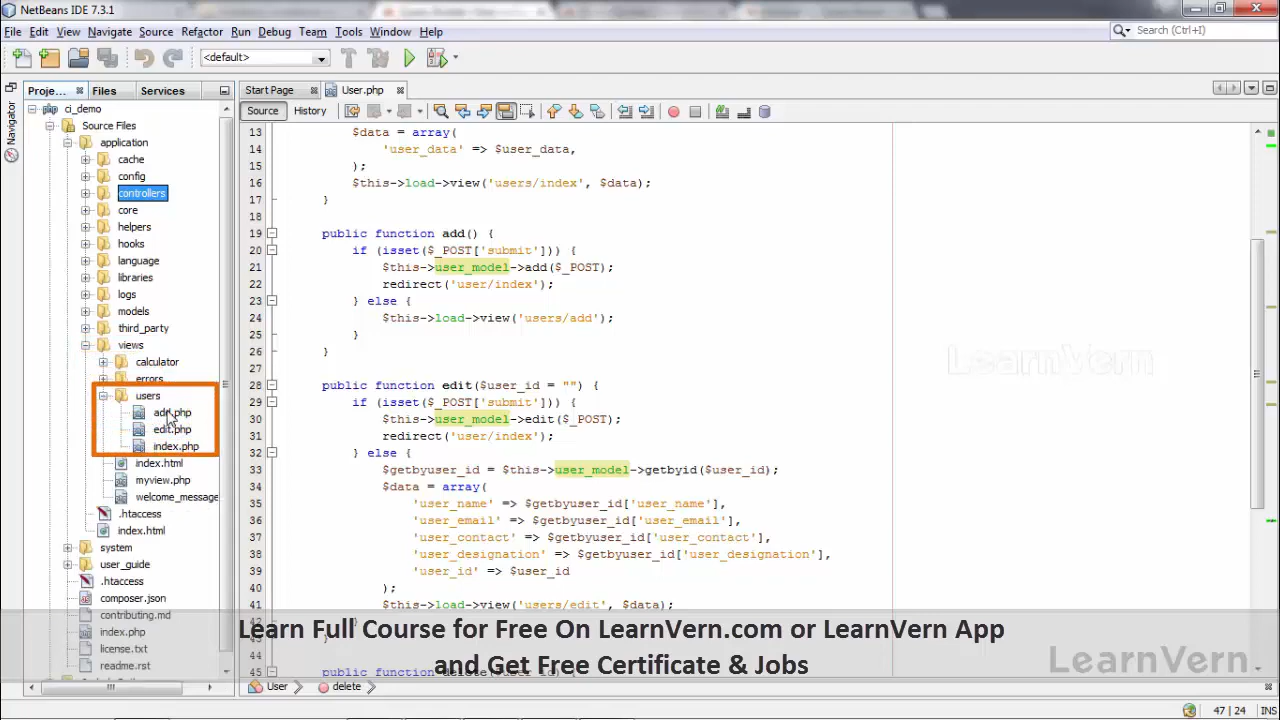 NetBeans IDE 7.3.1
File Edit View Navigate Source Refactor Run Debug Team Tools Window Help
Search (Ctrl+I)
<default>
Proje... Files Services
Start Page User.php
Navigator
Source History
ci_demo
Source Files
application
cache
config
controllers
core
helpers
hooks
language
libraries
logs
models
third_party
views
calculator
errors
users
add.php
edit.php
index.php
index.html
myview.php
welcome_message
.htaccess
index.html
system
user_guide
.htaccess
composer.json
contributing.md
index.php
license.txt
readme.rst
13 $data = array(
14 'user_data' => $user_data,
15 );
16 $this->load->view('users/index', $data);
17 }
18
19 public function add() {
20 if (isset($_POST['submit'])) {
21 $this->user_model->add($_POST);
22 redirect('user/index');
23 } else {
24 $this->load->view('users/add');
25 }
26 }
27
28 public function edit($user_id = "") {
29 if (isset($_POST['submit'])) {
30 $this->user_model->edit($_POST);
31 redirect('user/index');
32 } else {
33 $getbyuser_id = $this->user_model->getbyid($user_id);
34 $data = array(
35 'user_name' => $getbyuser_id['user_name'],
36 'user_email' => $getbyuser_id['user_email'],
37 'user_contact' => $getbyuser_id['user_contact'],
38 'user_designation' => $getbyuser_id['user_designation'],
39 'user_id' => $user_id
40 );
41 $this->load->view('users/edit', $data);
44
45 public function delete($user_id) {
LearnVern
Learn Full Course for Free On LearnVern.com or LearnVern App
and Get Free Certificate & Jobs
LearnVern
User delete
47 | 24 INS